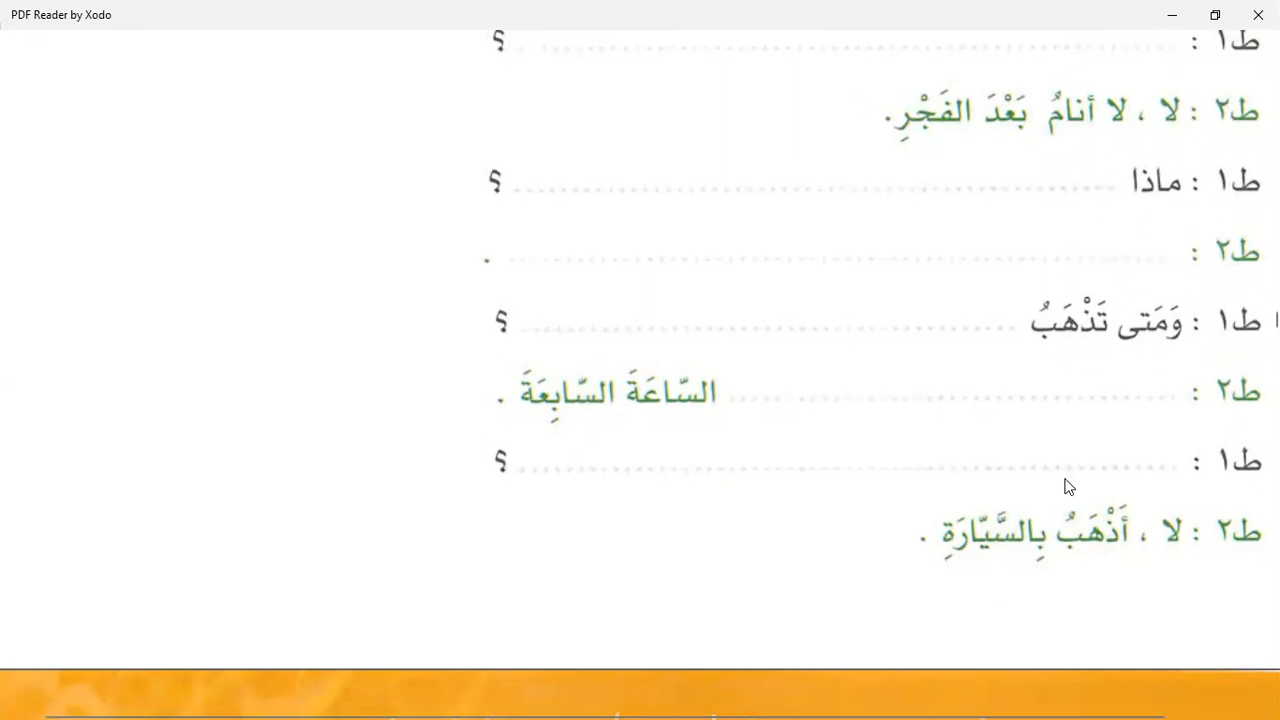 PDF Reader by Xodo
ط١ : ........................ ؟
ط٢ : لا ، لا أنامُ بَعْدَ الفَجْرِ.
ط١ : ماذا ........................ ؟
ط٢ : ........................ .
ط١ : وَمَتى تَذْهَبُ ........................ ؟
ط٢ : ........................ السّاعَةَ السّابِعَةَ .
ط١ : ........................ ؟
ط٢ : لا ، أَذْهَبُ بِالسَّيّارَةِ .